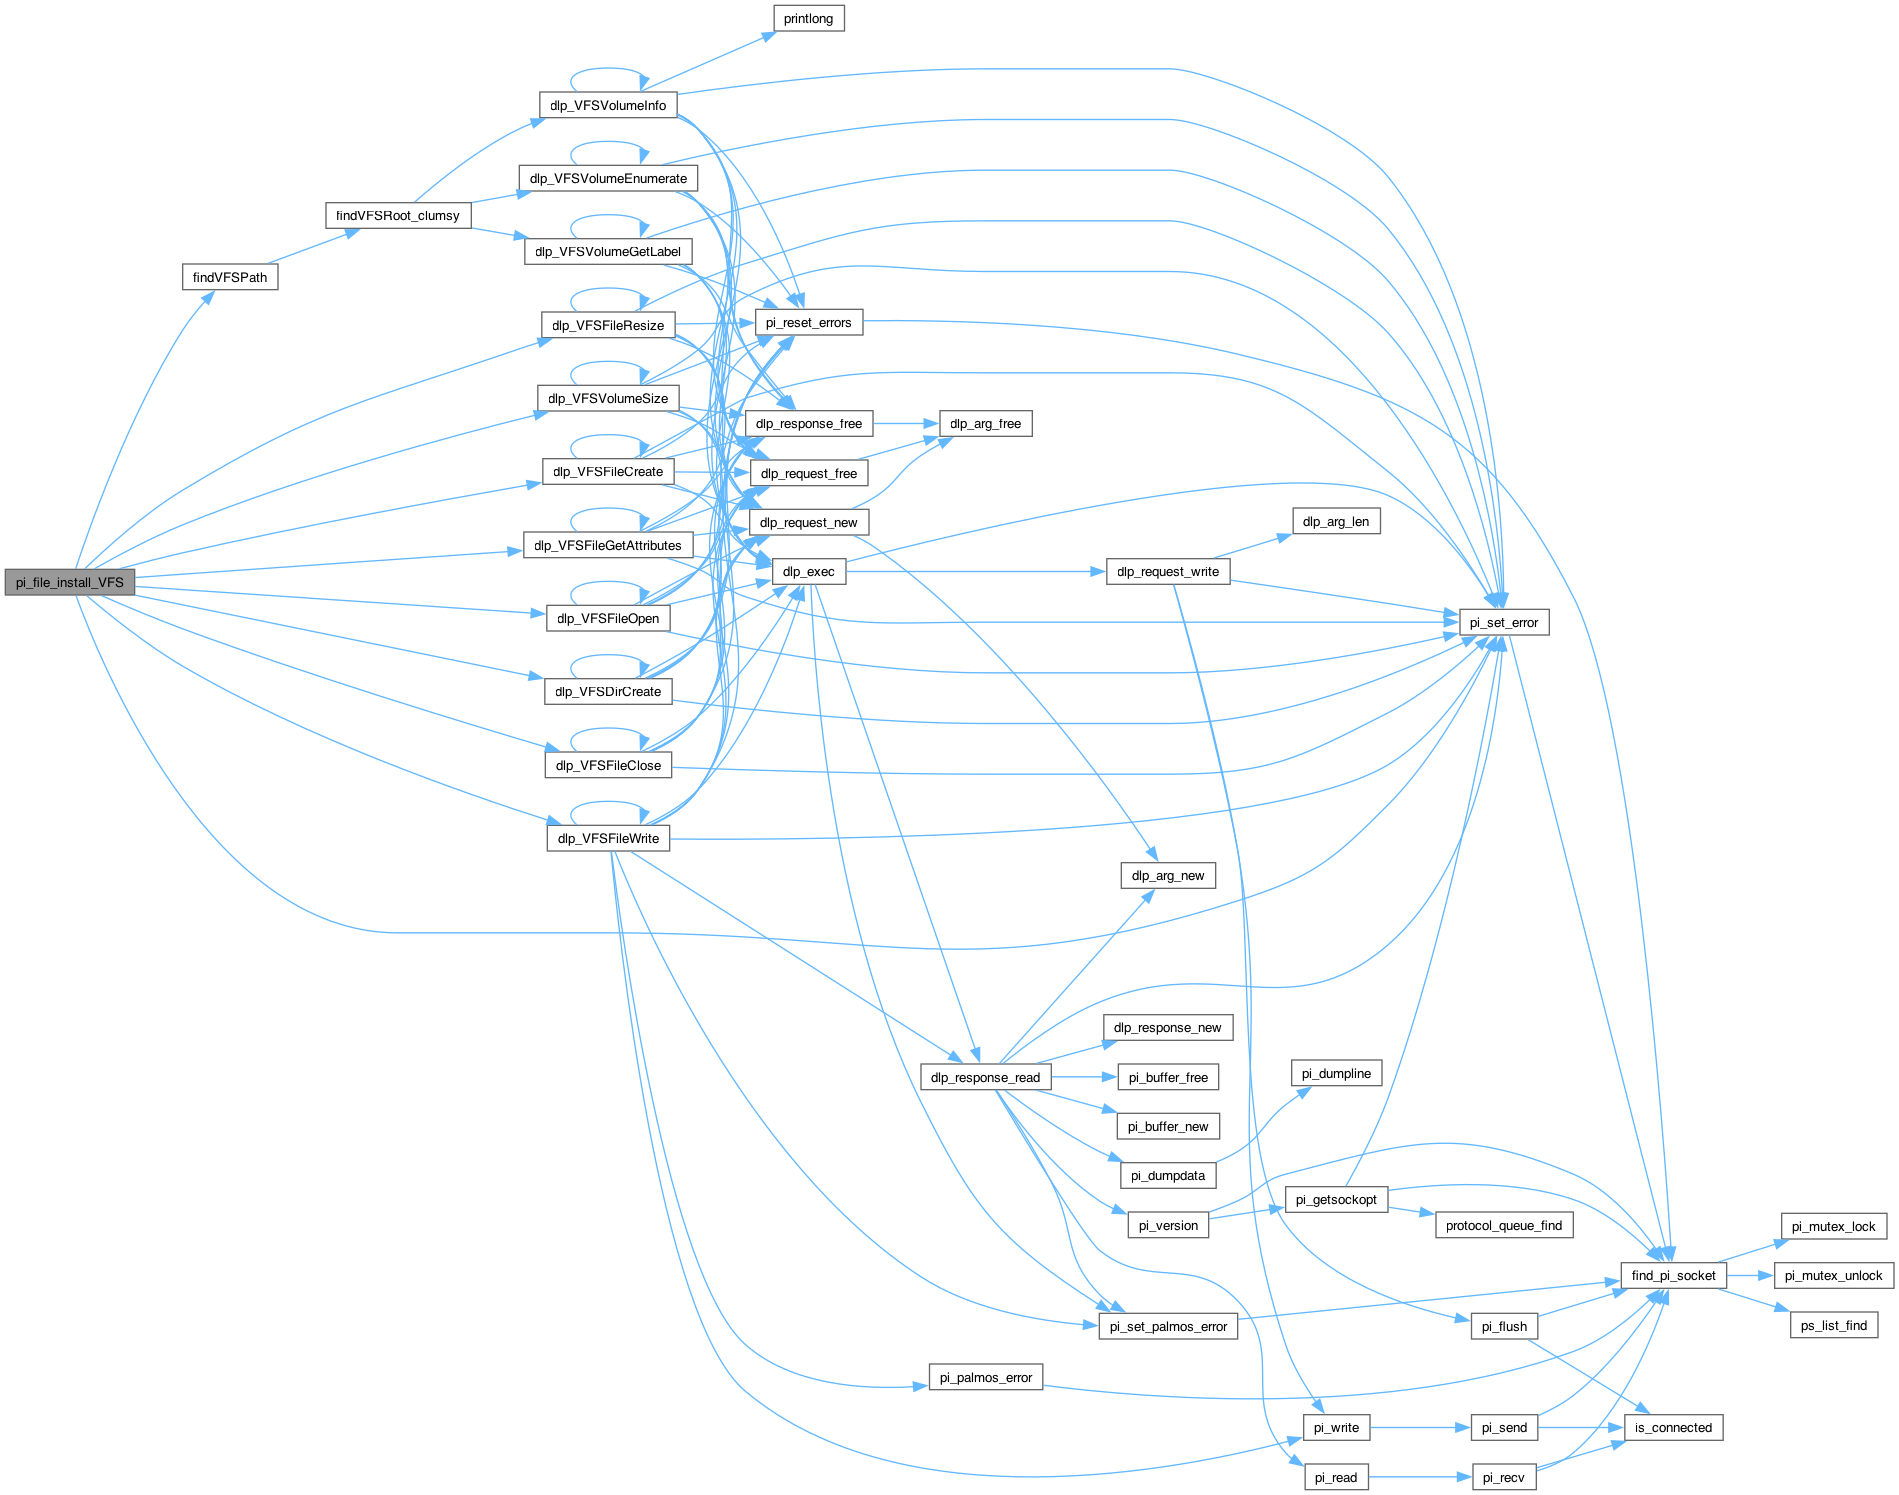 printlong
dlp_VFSVolumeInfo
dlp_VFSVolumeEnumerate
findVFSRoot_clumsy
dlp_VFSVolumeGetLabel
findVFSPath
dlp_VFSFileResize
pi_reset_errors
dlp_VFSVolumeSize
dlp_response_free
dlp_arg_free
dlp_VFSFileCreate
dlp_request_free
dlp_request_new
dlp_arg_len
dlp_VFSFileGetAttributes
dlp_exec
dlp_request_write
pi_file_install_VFS
dlp_VFSFileOpen
pi_set_error
dlp_VFSDirCreate
dlp_VFSFileClose
dlp_VFSFileWrite
dlp_arg_new
dlp_response_new
dlp_response_read
pi_buffer_free
pi_dumpline
pi_buffer_new
pi_dumpdata
pi_getsockopt
pi_version
protocol_queue_find
pi_mutex_lock
find_pi_socket
pi_mutex_unlock
pi_set_palmos_error
pi_flush
ps_list_find
pi_palmos_error
pi_write
pi_send
is_connected
pi_read
pi_recv